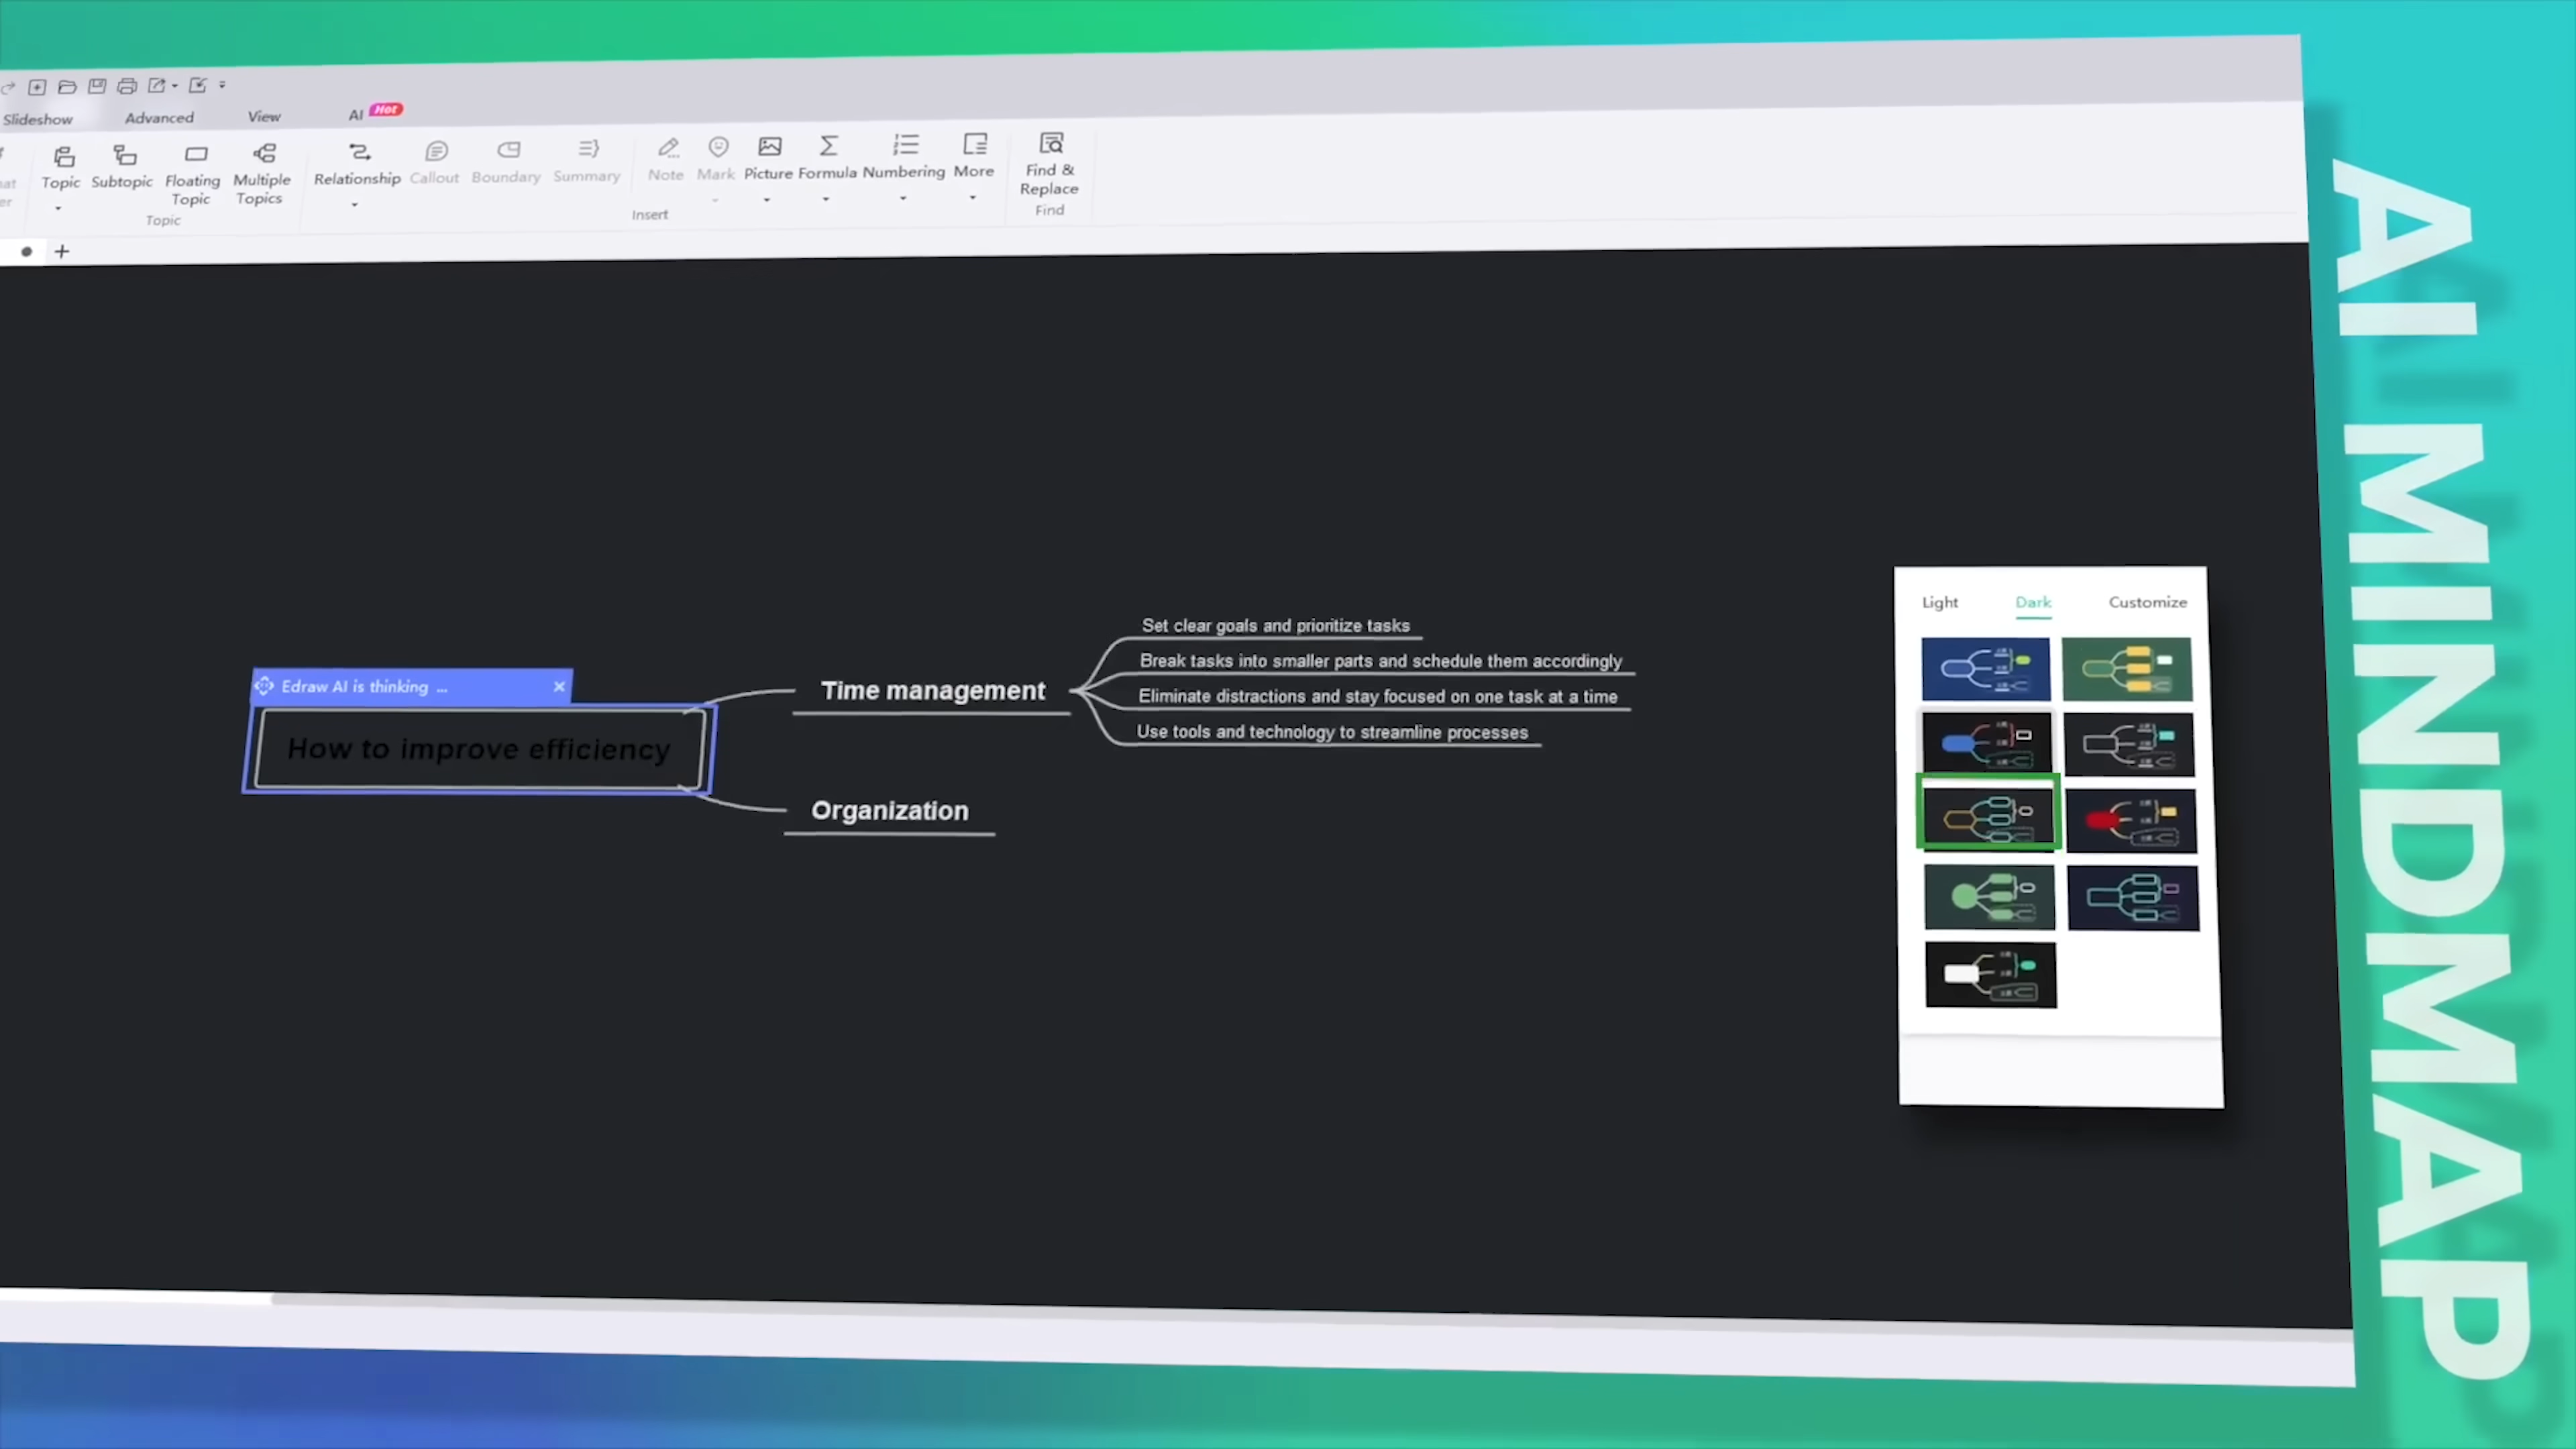 Slideshow
Advanced
View
AI
Hot
Topic
Subtopic
Floating
Topic
Multiple
Topics
Topic
Relationship
Callout
Boundary
Summary
Note
Mark
Picture
Formula
Numbering
More
Insert
Find &
Replace
Find
Edraw AI is thinking ...
How to improve efficiency
Time management
Set clear goals and prioritize tasks
Break tasks into smaller parts and schedule them accordingly
Eliminate distractions and stay focused on one task at a time
Use tools and technology to streamline processes
Organization
Light
Dark
Customize
AI MINDMAP